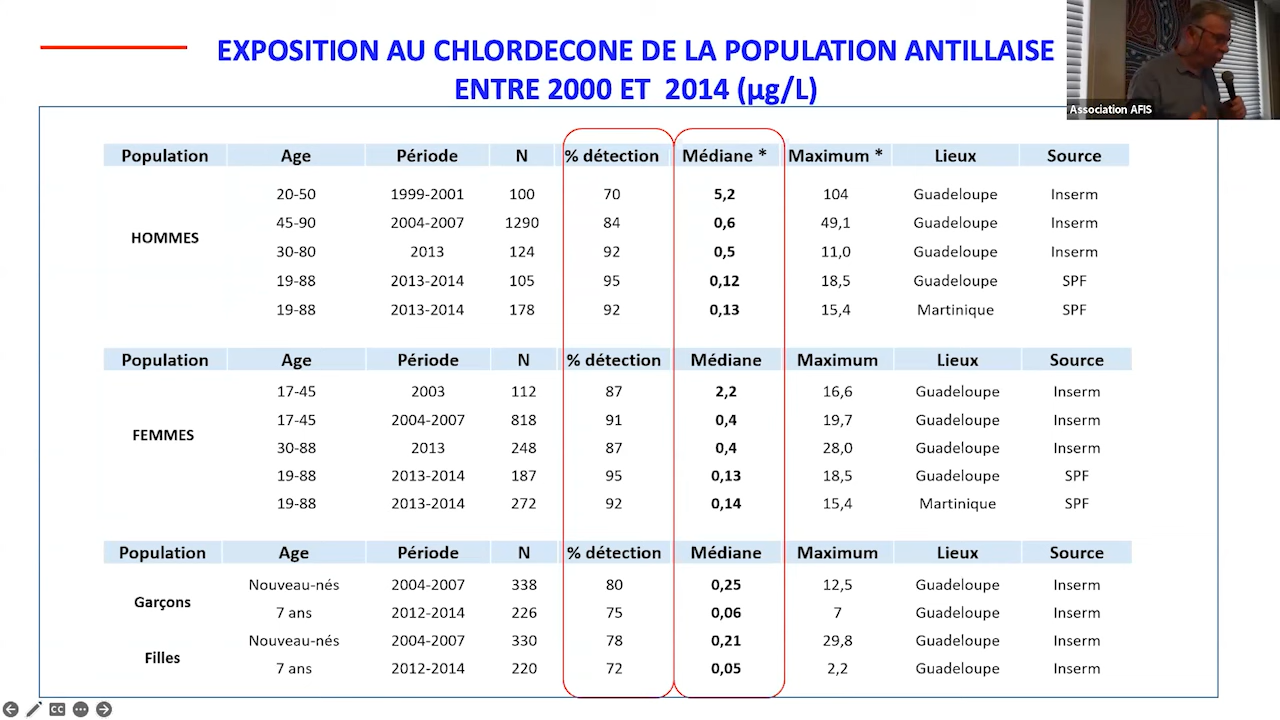 EXPOSITION AU CHLORDECONE DE LA POPULATION ANTILLAISE
ENTRE 2000 ET 2014 (µg/L)
Association AFIS
Population Age Période N % détection Médiane * Maximum * Lieux Source
HOMMES
20-50 1999-2001 100 70 5,2 104 Guadeloupe Inserm
45-90 2004-2007 1290 84 0,6 49,1 Guadeloupe Inserm
30-80 2013 124 92 0,5 11,0 Guadeloupe Inserm
19-88 2013-2014 105 95 0,12 18,5 Guadeloupe SPF
19-88 2013-2014 178 92 0,13 15,4 Martinique SPF
Population Age Période N % détection Médiane Maximum Lieux Source
FEMMES
17-45 2003 112 87 2,2 16,6 Guadeloupe Inserm
17-45 2004-2007 818 91 0,4 19,7 Guadeloupe Inserm
30-88 2013 248 87 0,4 28,0 Guadeloupe Inserm
19-88 2013-2014 187 95 0,13 18,5 Guadeloupe SPF
19-88 2013-2014 272 92 0,14 15,4 Martinique SPF
Population Age Période N % détection Médiane Maximum Lieux Source
Garçons
Nouveau-nés 2004-2007 338 80 0,25 12,5 Guadeloupe Inserm
7 ans 2012-2014 226 75 0,06 7 Guadeloupe Inserm
Filles
Nouveau-nés 2004-2007 330 78 0,21 29,8 Guadeloupe Inserm
7 ans 2012-2014 220 72 0,05 2,2 Guadeloupe Inserm
CC